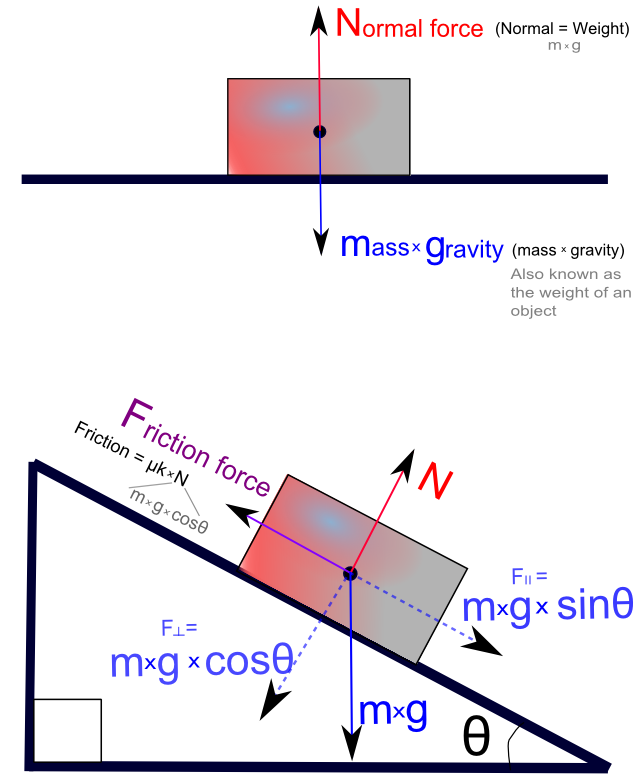 Normal force (Normal = Weight)
m×g
mass×gravity (mass × gravity)
Also known as
the weight of an
object
Friction force
Friction = μk×N
m×g×cosθ
N
F॥ =
m×g× sinθ
F⊥=
m×g ×cosθ
m×g
θ